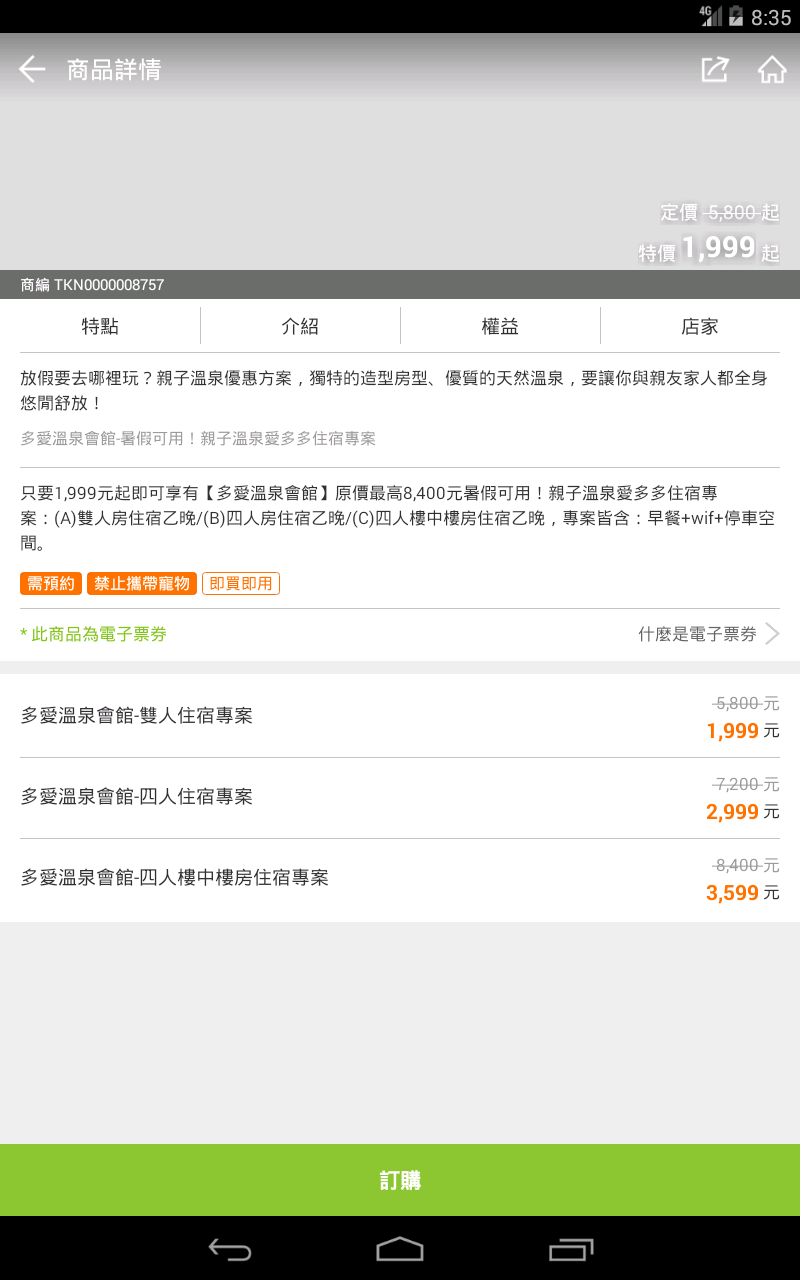 4G 8:35
商品詳情
定價 5,800 起
特價 1,999 起
商編 TKN0000008757
特點 介紹 權益 店家
放假要去哪裡玩？親子溫泉優惠方案，獨特的造型房型、優質的天然溫泉，要讓你與親友家人都全身
悠閒舒放！
多愛溫泉會館-暑假可用！親子溫泉愛多多住宿專案
只要1,999元起即可享有【多愛溫泉會館】原價最高8,400元暑假可用！親子溫泉愛多多住宿專
案：(A)雙人房住宿乙晚/(B)四人房住宿乙晚/(C)四人樓中樓房住宿乙晚，專案皆含：早餐+wif+停車空
間。
需預約 禁止攜帶寵物 即買即用
* 此商品為電子票券 什麼是電子票券
多愛溫泉會館-雙人住宿專案 5,800 元
1,999 元
多愛溫泉會館-四人住宿專案 7,200 元
2,999 元
多愛溫泉會館-四人樓中樓房住宿專案 8,400 元
3,599 元
訂購